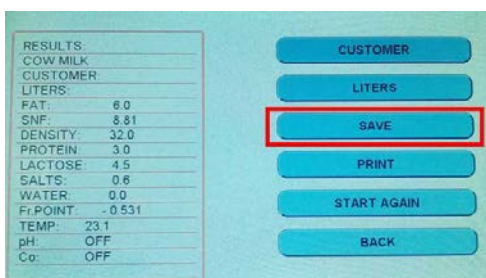 RESULTS:
COW MILK
CUSTOMER:
LITERS:
FAT: 6.0
SNF: 8.81
DENSITY: 32.0
PROTEIN: 3.0
LACTOSE: 4.5
SALTS: 0.6
WATER: 0.0
Fr.POINT: - 0.531
TEMP: 23.1
pH: OFF
Co: OFF
CUSTOMER
LITERS
SAVE
PRINT
START AGAIN
BACK